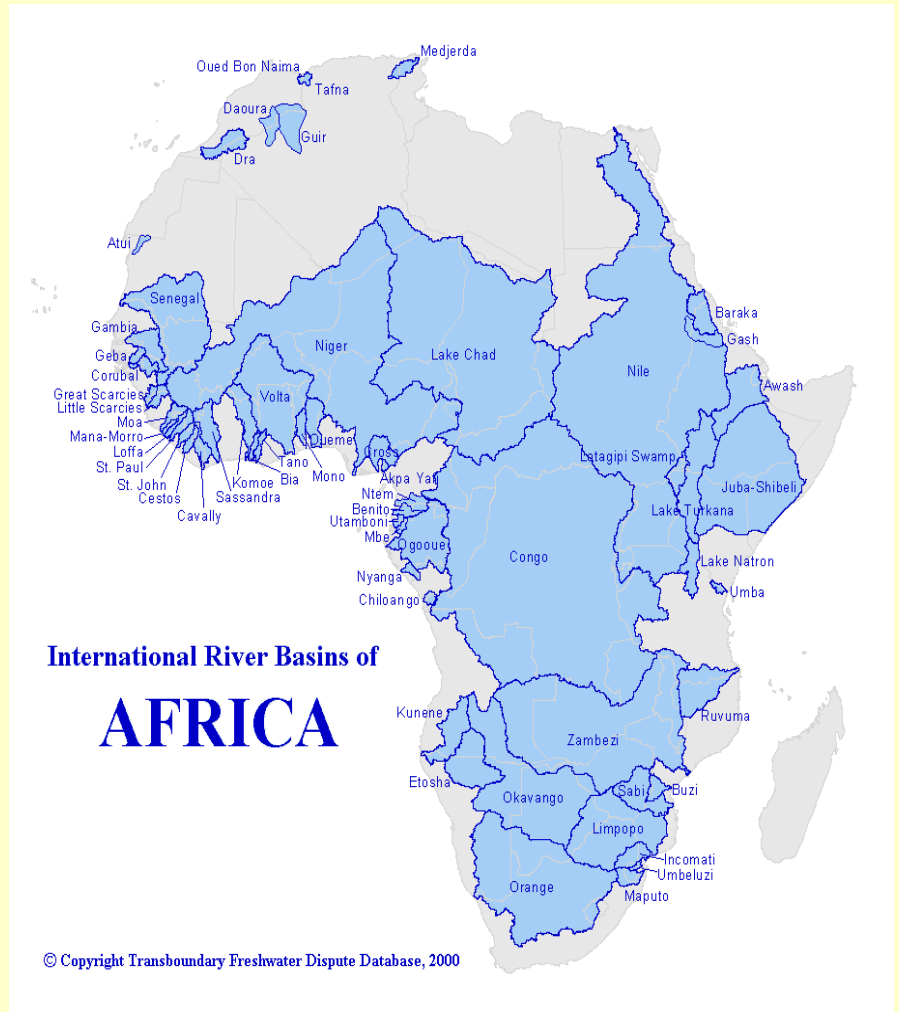 Medjerda
Oued Bon Naima
Tafna
Daoura
Guir
Dra
Atui
Senegal
Baraka
Gambia
Gash
Niger
Geba
Lake Chad
Nile
Corubal
Awash
Great Scarcies
Volta
Little Scarcies
Moa
Mana-Morro
Oueme
Loffa
Cross
Latagipi Swamp
Tano
St. Paul
Mono
Akpa Yafi
Bia
Komoe
St. John
Juba-Shibeli
Ntem
Sassandra
Cestos
Benito
Lake Turkana
Cavally
Utamboni
Mbe
Ogooue
Congo
Lake Natron
Nyanga
Umba
Chiloango
International River Basins of
AFRICA
Kunene
Ruvuma
Zambezi
Etosha
Sabi
Buzi
Okavango
Limpopo
Incomati
Umbeluzi
Orange
Maputo
© Copyright Transboundary Freshwater Dispute Database, 2000